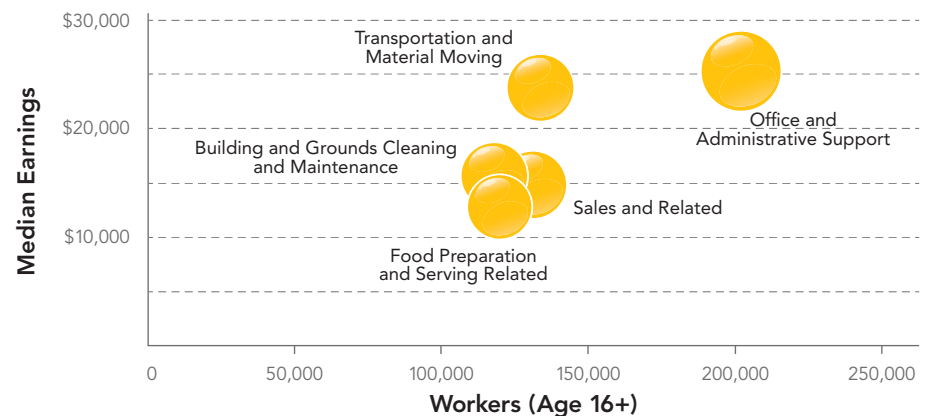 $30,000
Transportation and
Material Moving
$20,000
Office and
Administrative Support
Building and Grounds Cleaning
and Maintenance
Sales and Related
$10,000
Food Preparation
and Serving Related
Median Earnings
0 50,000 100,000 150,000 200,000 250,000
Workers (Age 16+)